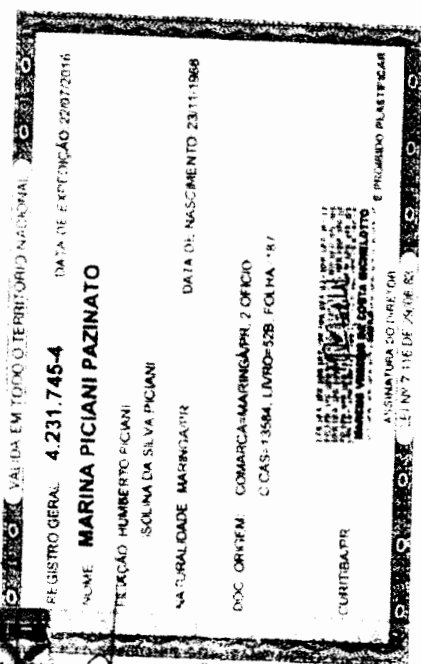 VALIDA EM TODO O TERRITÓRIO NACIONAL
REGISTRO GERAL 4.231.745-4 DATA DE EXPEDIÇÃO 22/07/2016
NOME MARINA PICIANI PAZINATO
FILIAÇÃO HUMBERTO PICIANI
ISOLINA DA SILVA PICIANI
NATURALIDADE MARINGA/PR DATA DE NASCIMENTO 23/11/1968
DOC. ORIGEM COMARCA=MARINGÁ/PR, 2 OFICIO
C.CAS=13584, LIVRO=52B, FOLHA
CURITIBA/PR
É PROIBIDO PLASTIFICAR
ASSINATURA DO DIRETOR
LEI Nº 7.116 DE 29/08/83